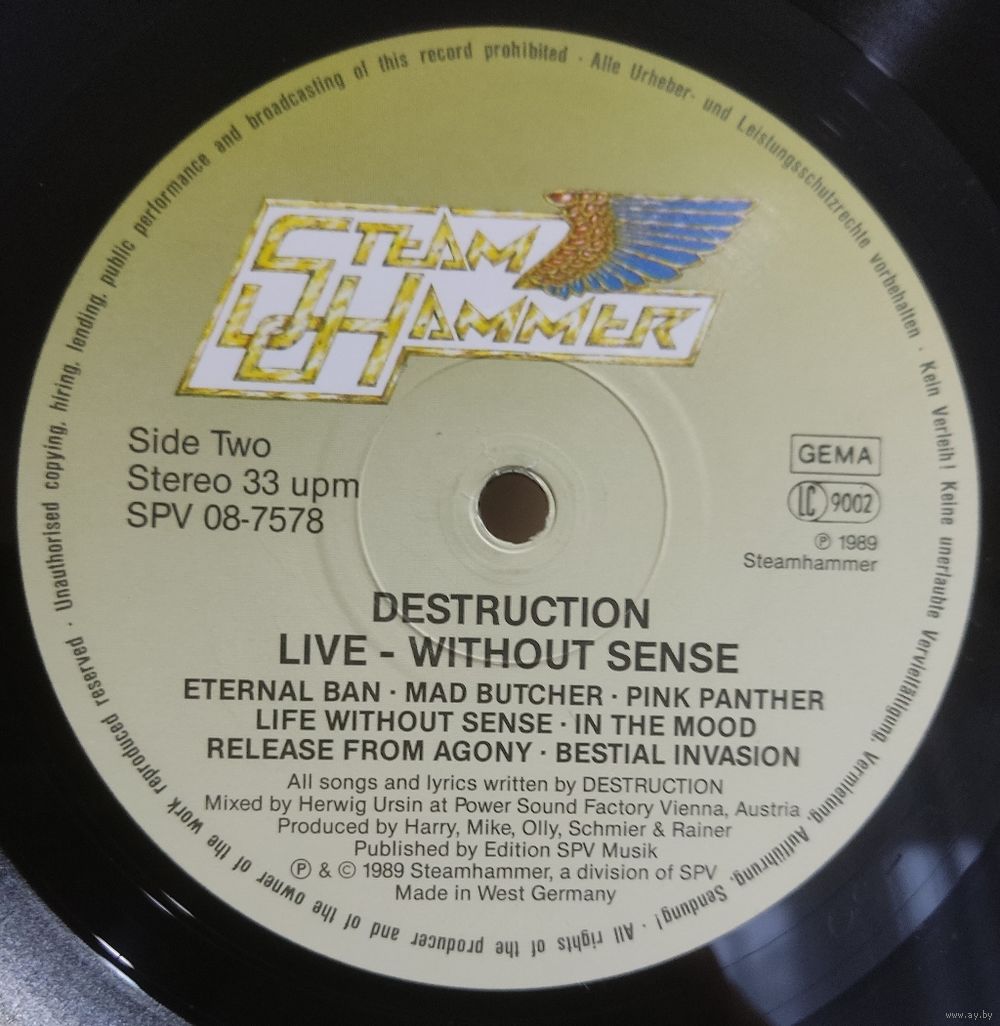 Unauthorised copying, hiring, lending, public performance and broadcasting of this record prohibited · Alle Urheber- und Leistungsschutzrechte vorbehalten · Kein Verleih! Keine unerlaubte Vervielfältigung, Vermietung, Aufführung, Sendung! · All rights of the producer and of the owner of the work reproduced reserved ·
STEAM
HAMMER
Side Two
Stereo 33 upm
SPV 08-7578
GEMA
LC 9002
℗ 1989
Steamhammer
DESTRUCTION
LIVE - WITHOUT SENSE
ETERNAL BAN · MAD BUTCHER · PINK PANTHER
LIFE WITHOUT SENSE · IN THE MOOD
RELEASE FROM AGONY · BESTIAL INVASION
All songs and lyrics written by DESTRUCTION
Mixed by Herwig Ursin at Power Sound Factory Vienna, Austria
Produced by Harry, Mike, Olly, Schmier & Rainer
Published by Edition SPV Musik
℗ & © 1989 Steamhammer, a division of SPV
Made in West Germany
www.ay.by